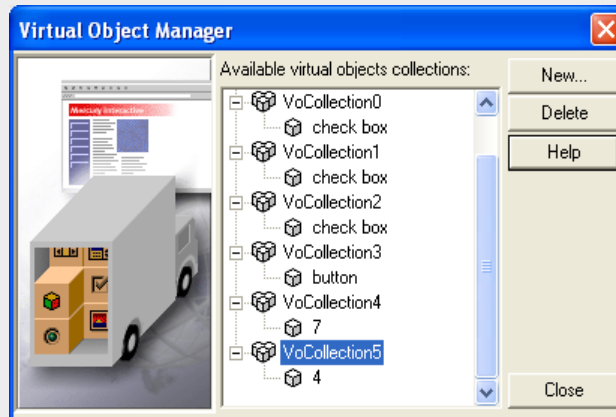 Virtual Object Manager
Mercury Interactive
Available virtual objects collections:
VoCollection0
check box
VoCollection1
check box
VoCollection2
check box
VoCollection3
button
VoCollection4
7
VoCollection5
4
New...
Delete
Help
Close